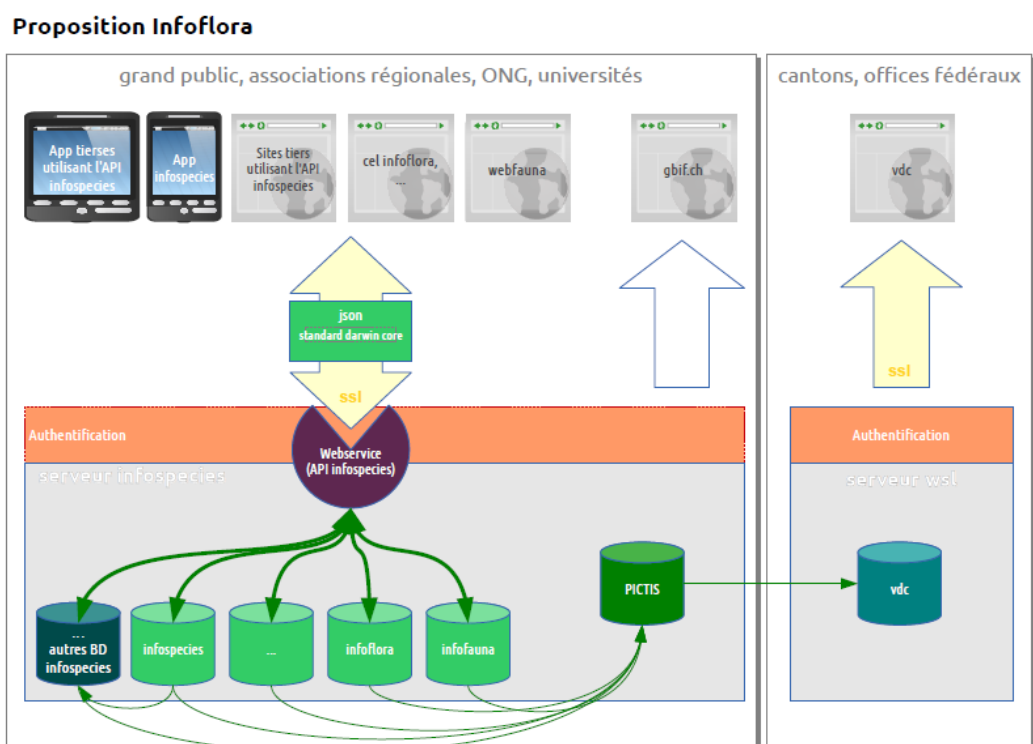 Proposition Infoflora
grand public, associations régionales, ONG, universités
cantons, offices fédéraux
App tierses
utilisant l'API
infospecies
App
infospecies
Sites tiers
utilisant l'API
infospecies
cel infoflora,
...
webfauna
gbif.ch
vdc
json
standard darwin core
ssl
ssl
Authentification
Webservice
(API infospecies)
Authentification
serveur infospecies
serveur wsl
PICTIS
vdc
...
autres BD
infospecies
infospecies
...
infoflora
infofauna